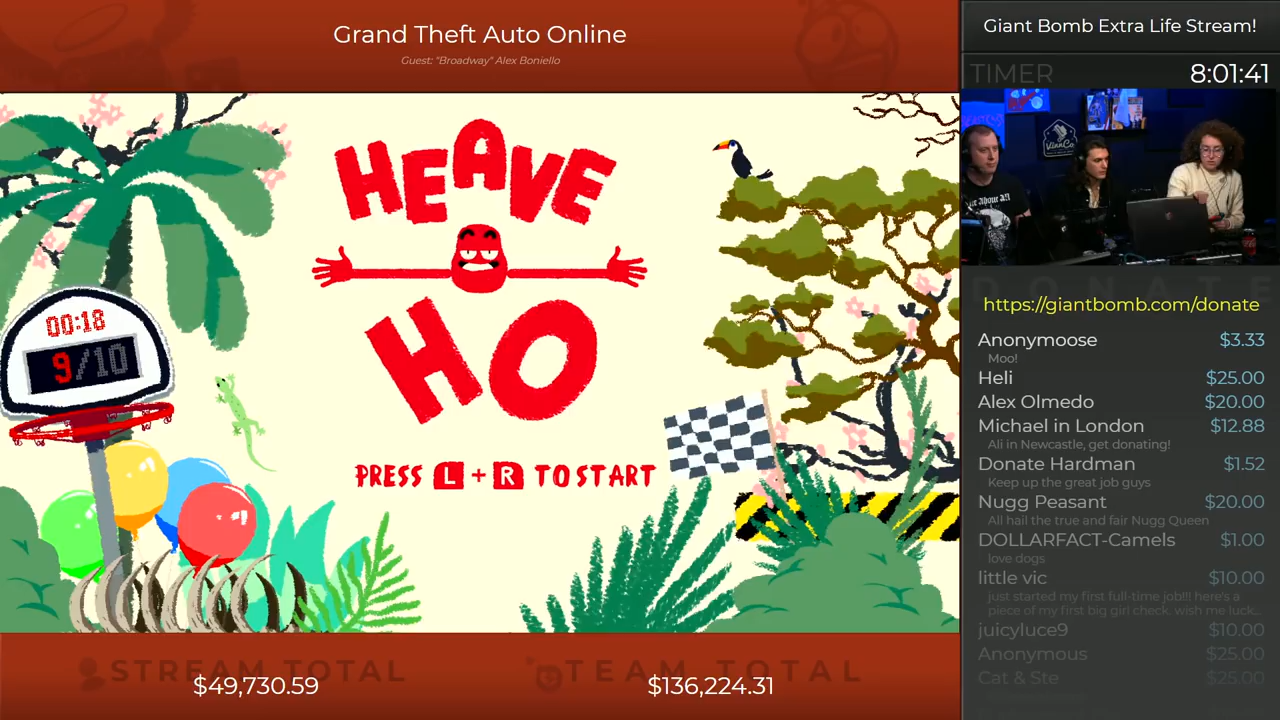 Grand Theft Auto Online
Guest: "Broadway" Alex Boniello
Giant Bomb Extra Life Stream!
TIMER
8:01:41
HEAVE
HO
00:18
9/10
PRESS L + R TO START
VinnCo
DONATE
https://giantbomb.com/donate
Anonymoose $3.33
Moo!
Heli $25.00
Alex Olmedo $20.00
Michael in London $12.88
Ali in Newcastle, get donating!
Donate Hardman $1.52
Keep up the great job guys
Nugg Peasant $20.00
All hail the true and fair Nugg Queen
DOLLARFACT-Camels $1.00
love dogs
little vic $10.00
just started my first full-time job!!! here's a
piece of my first big girl check. wish me luck...
juicyluce9 $10.00
Anonymous $25.00
Cat & Ste $25.00
STREAM TOTAL
$49,730.59
TEAM TOTAL
$136,224.31